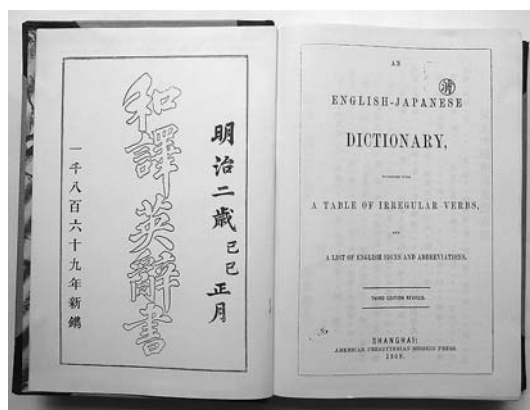 明治二歳己巳正月
和譯英辭書
一千八百六十九年新鐫
AN
ENGLISH-JAPANESE
DICTIONARY,
TOGETHER WITH
A TABLE OF IRREGULAR VERBS,
AND
A LIST OF ENGLISH SIGNS AND ABBREVIATIONS.
THIRD EDITION REVISED.
SHANGHAI:
AMERICAN PRESBYTERIAN MISSION PRESS.
1869.